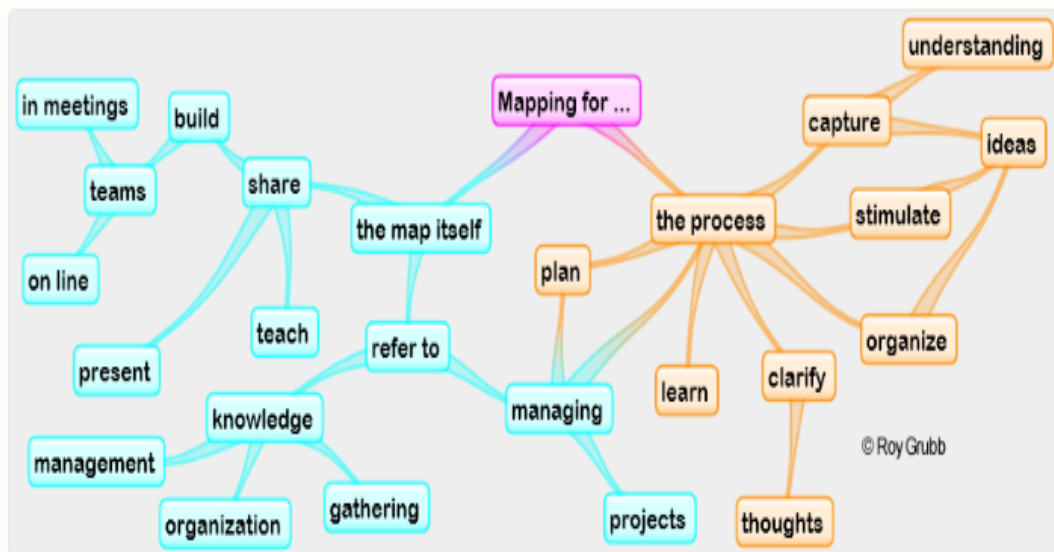 Mapping for ...
the map itself
share
build
teams
in meetings
on line
present
teach
refer to
knowledge
management
organization
gathering
managing
projects
the process
capture
understanding
ideas
stimulate
organize
clarify
thoughts
learn
plan
© Roy Grubb